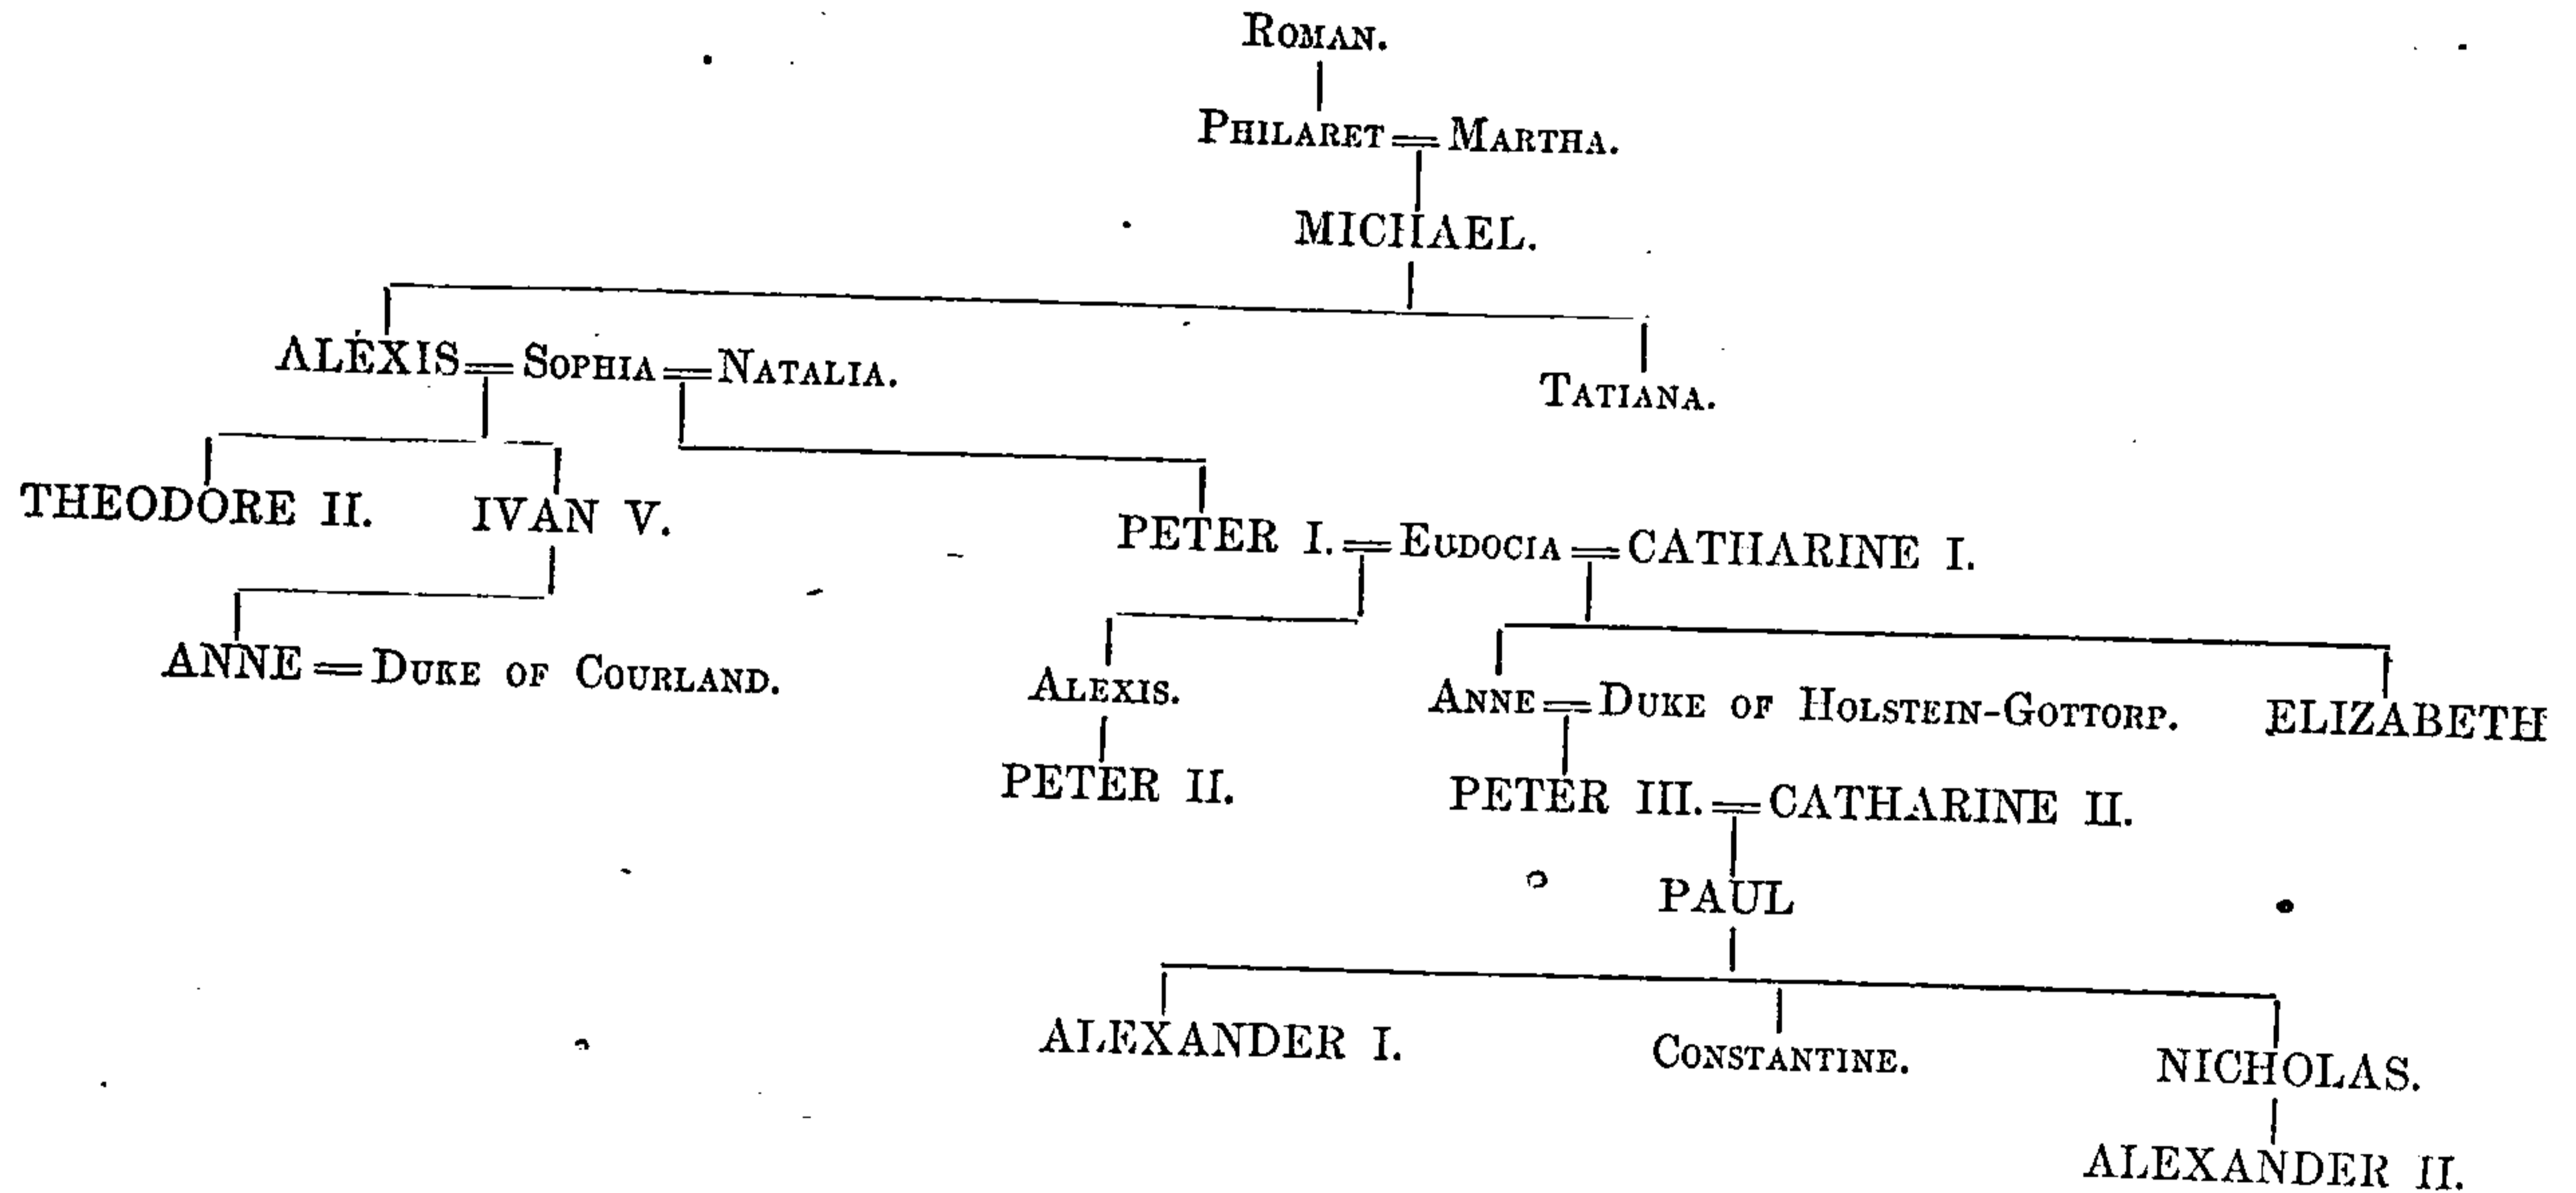 Roman.
Philaret = Martha.
MICHAEL.
ALÉXIS = Sophia = Natalia.
Tatiana.
THEODORE II. IVAN V.
PETER I. = Eudocia = CATHARINE I.
ANNE = Duke of Courland.
Alexis.
Anne = Duke of Holstein-Gottorp. ELIZABETH
PETER II.
PETER III. = CATHARINE II.
PAUL
ALEXANDER I. Constantine. NICHOLAS.
ALEXANDER II.